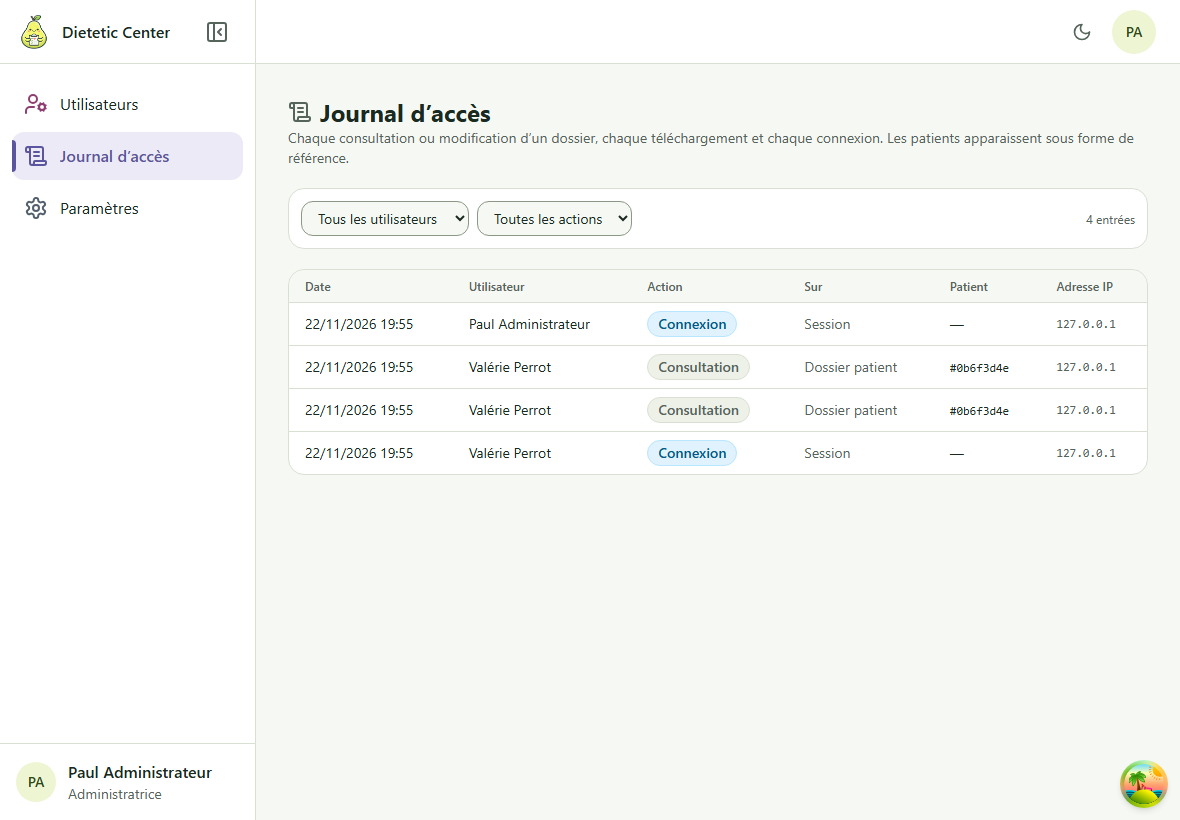 Dietetic Center
PA
Utilisateurs
Journal d’accès
Paramètres
Journal d’accès
Chaque consultation ou modification d’un dossier, chaque téléchargement et chaque connexion. Les patients apparaissent sous forme de
référence.
Tous les utilisateurs Toutes les actions 4 entrées
Date Utilisateur Action Sur Patient Adresse IP
22/11/2026 19:55 Paul Administrateur Connexion Session — 127.0.0.1
22/11/2026 19:55 Valérie Perrot Consultation Dossier patient #0b6f3d4e 127.0.0.1
22/11/2026 19:55 Valérie Perrot Consultation Dossier patient #0b6f3d4e 127.0.0.1
22/11/2026 19:55 Valérie Perrot Connexion Session — 127.0.0.1
PA
Paul Administrateur
Administratrice